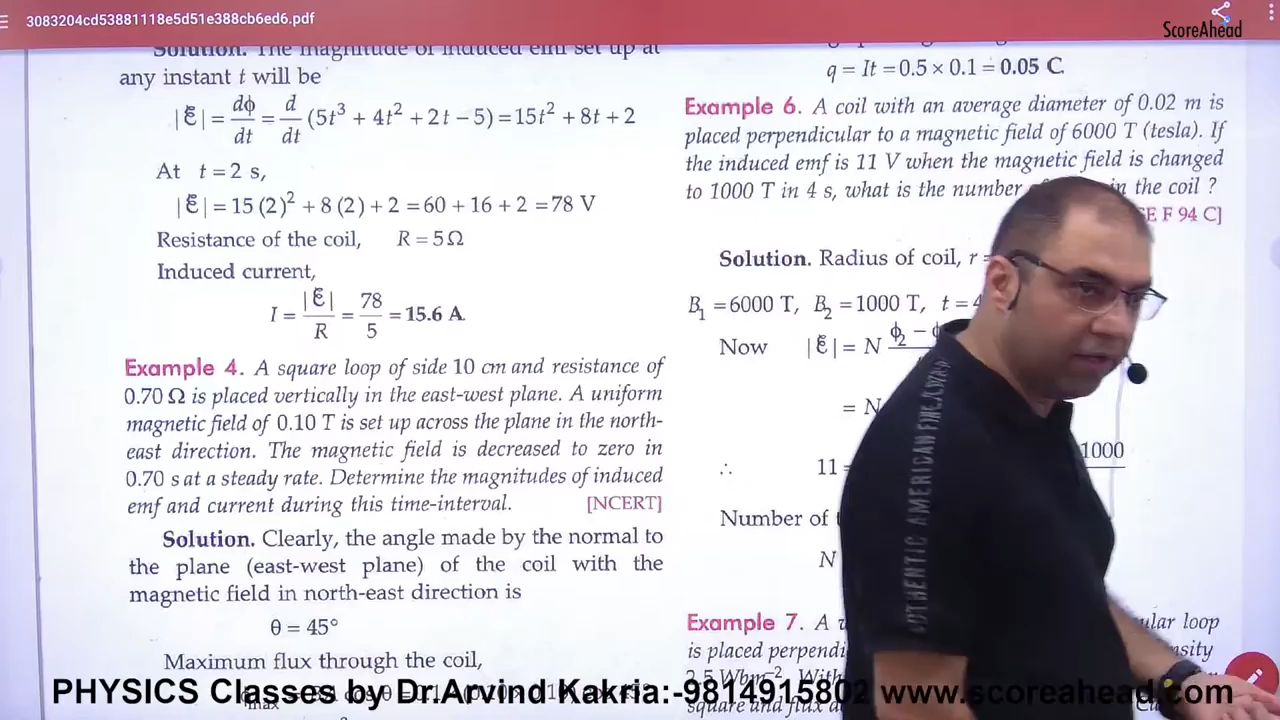 3083204cd53881118e5d51e388cb6ed6.pdf
ScoreAhead
Solution. The magnitude of induced emf set up at
any instant t will be
|ℰ| = dϕ/dt = d/dt (5t³ + 4t² + 2t − 5) = 15t² + 8t + 2
At t = 2 s,
|ℰ| = 15 (2)² + 8 (2) + 2 = 60 + 16 + 2 = 78 V
Resistance of the coil, R = 5 Ω
Induced current,
I = |ℰ|/R = 78/5 = 15.6 A.
Example 4. A square loop of side 10 cm and resistance of
0.70 Ω is placed vertically in the east-west plane. A uniform
magnetic field of 0.10 T is set up across the plane in the north-
east direction. The magnetic field is decreased to zero in
0.70 s at a steady rate. Determine the magnitudes of induced
emf and current during this time-interval. [NCERT]
Solution. Clearly, the angle made by the normal to
the plane (east-west plane) of the coil with the
magnetic field in north-east direction is
θ = 45°
Maximum flux through the coil,
q = It = 0.5 × 0.1 = 0.05 C.
Example 6. A coil with an average diameter of 0.02 m is
placed perpendicular to a magnetic field of 6000 T (tesla). If
the induced emf is 11 V when the magnetic field is changed
to 1000 T in 4 s, what is the number in the coil ?
F 94 C]
Solution. Radius of coil, r =
B₁ = 6000 T, B₂ = 1000 T, t = 4
Now |ℰ| = N ϕ₂ −
= N
1000
∴ 11 =
Number of
N
Example 7. A
ular loop
is placed perpendi
2.5 Wbm⁻². With
square and
PHYSICS Classes by Dr.Arvind Kakria:-9814915802 www.scoreahead.com